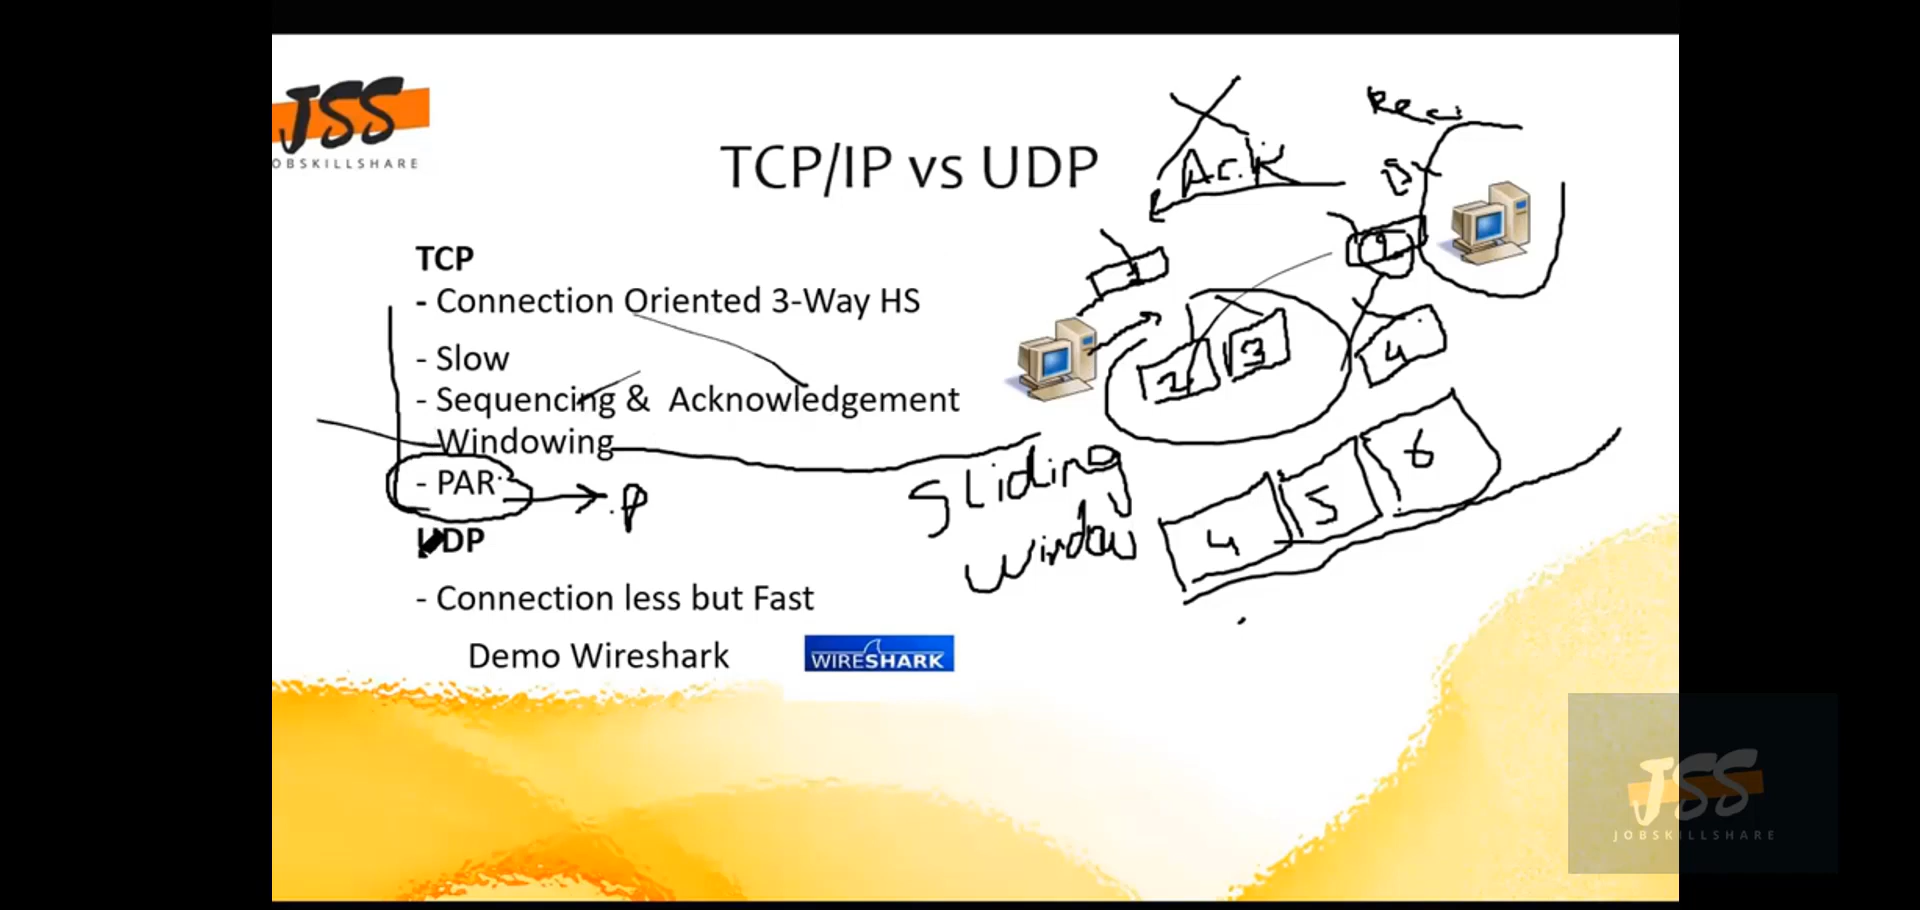 JSS
OBSKILLSHARE
TCP/IP vs UDP
Ack
TCP
- Connection Oriented 3-Way HS
- Slow
- Sequencing & Acknowledgement
Windowing
- PAR
P
UDP
- Connection less but Fast
Demo Wireshark
WIRESHARK
1
2
3
4
Sliding
Window
4
5
6
JSS
JOBSKILLSHARE